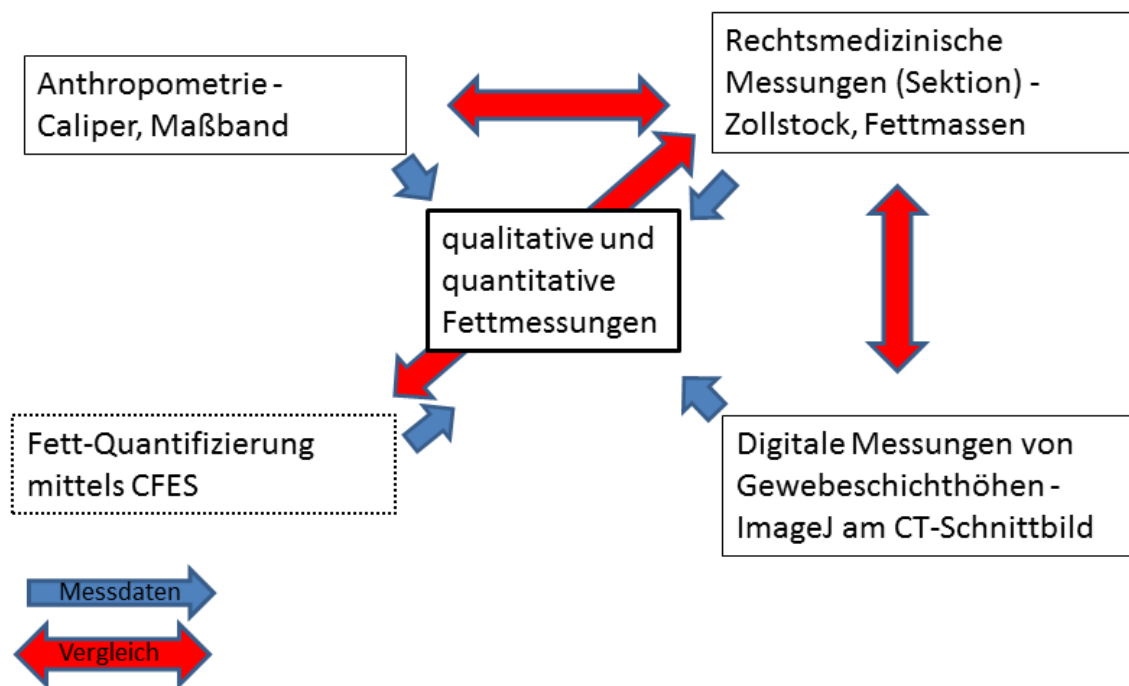 Anthropometrie -
Caliper, Maßband
Rechtsmedizinische
Messungen (Sektion) -
Zollstock, Fettmassen
qualitative und
quantitative
Fettmessungen
Fett-Quantifizierung
mittels CFES
Digitale Messungen von
Gewebeschichthöhen -
ImageJ am CT-Schnittbild
Messdaten
Vergleich